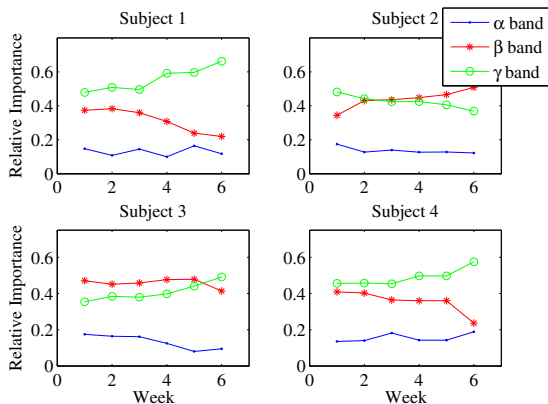 Subject 1
Subject 2
α band
β band
γ band
Relative Importance
0.6
0.4
0.2
0
0 2 4 6
0.6
0.4
0.2
0
0 2 4 6
Subject 3
Subject 4
Relative Importance
0.6
0.4
0.2
0
0 2 4 6
Week
0.6
0.4
0.2
0
0 2 4 6
Week